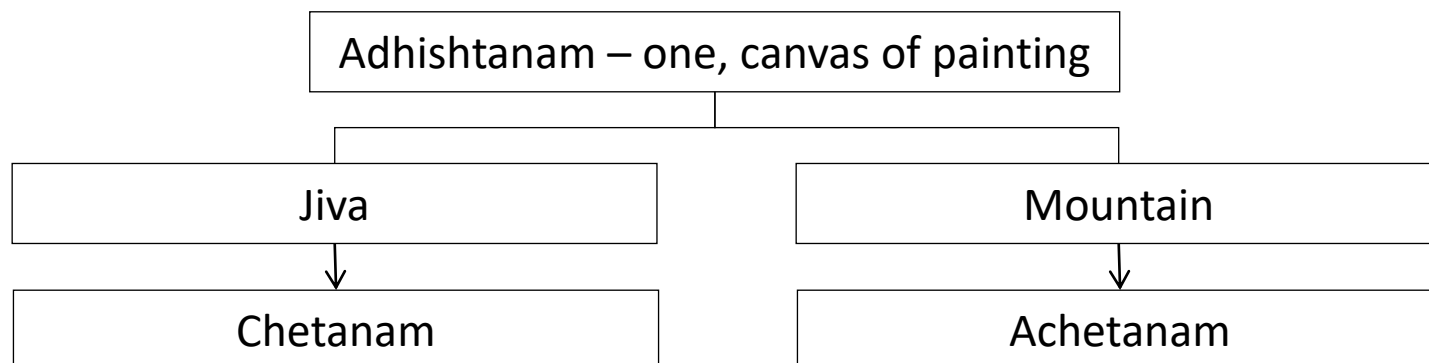 Adhishtanam – one, canvas of painting
Jiva
Mountain
Chetanam
Achetanam